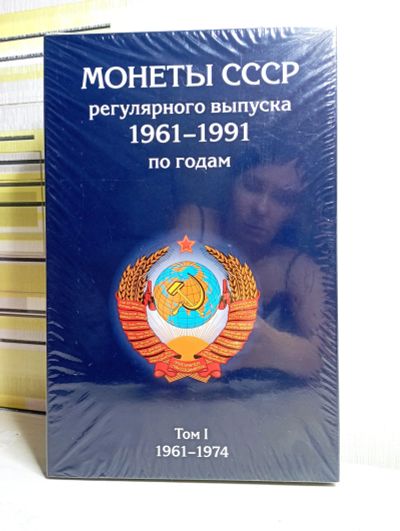 МОНЕТЫ СССР
регулярного выпуска
1961–1991
по годам
Том I
1961–1974